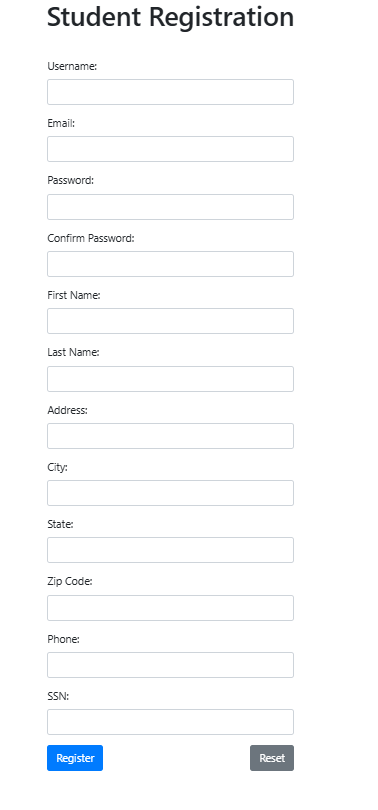 Student Registration
Username:
Email:
Password:
Confirm Password:
First Name:
Last Name:
Address:
City:
State:
Zip Code:
Phone:
SSN:
Register Reset